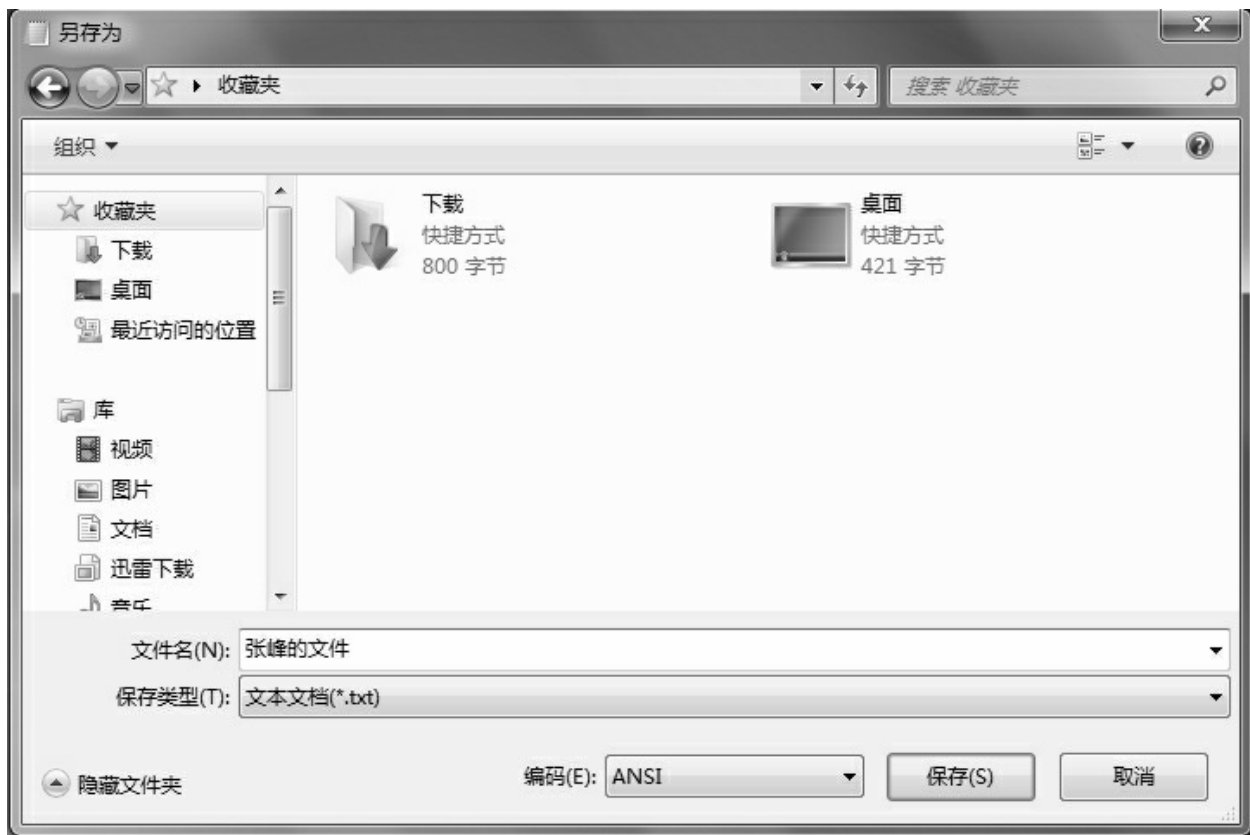 另存为
收藏夹
搜索 收藏夹
组织
收藏夹
下载
桌面
最近访问的位置
库
视频
图片
文档
迅雷下载
音乐
下载
快捷方式
800 字节
桌面
快捷方式
421 字节
文件名(N): 张峰的文件
保存类型(T): 文本文档(*.txt)
隐藏文件夹
编码(E): ANSI
保存(S)
取消